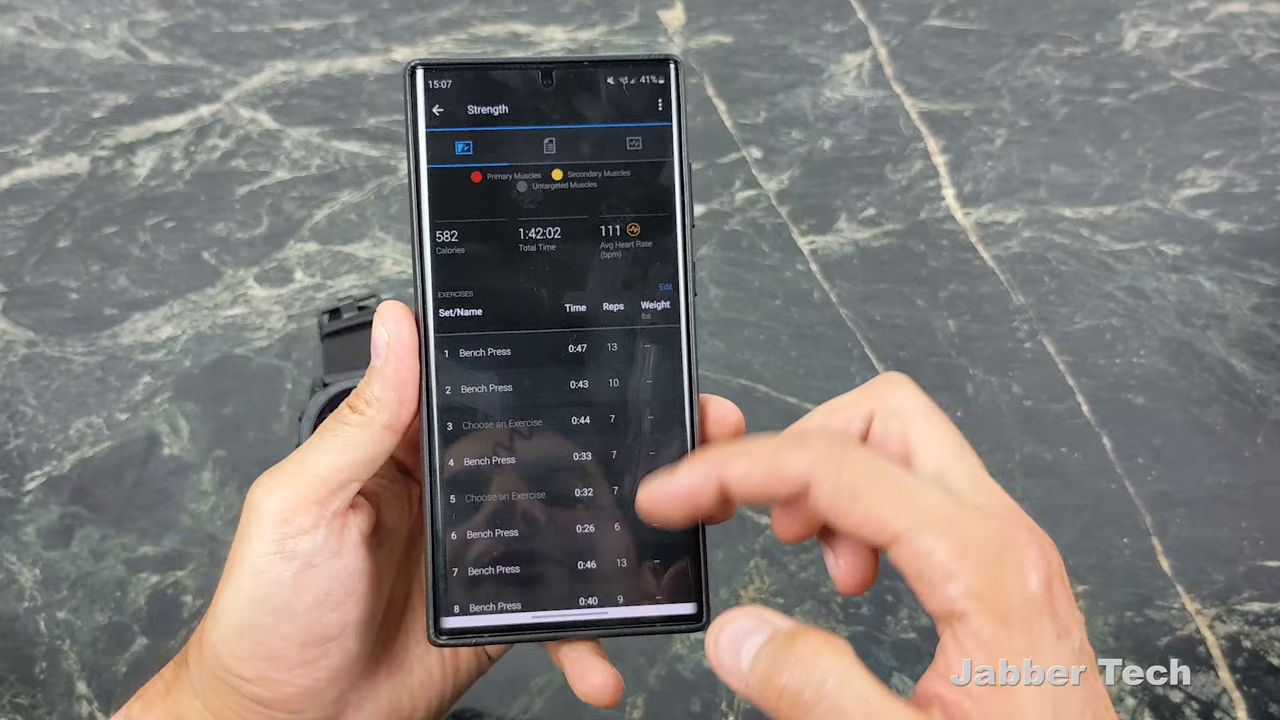 15:07 41%
Strength
Primary Muscles Secondary Muscles
Untargeted Muscles
582 1:42:02 111
Calories Total Time Avg Heart Rate
(bpm)
EXERCISES Edit
Set/Name Time Reps Weight
lbs
1 Bench Press 0:47 13 --
2 Bench Press 0:43 10 --
3 Choose an Exercise 0:44 7 --
4 Bench Press 0:33 7 --
5 Choose an Exercise 0:32 7
6 Bench Press 0:26 6
7 Bench Press 0:46 13 --
8 Bench Press 0:40 9 --
Jabber Tech